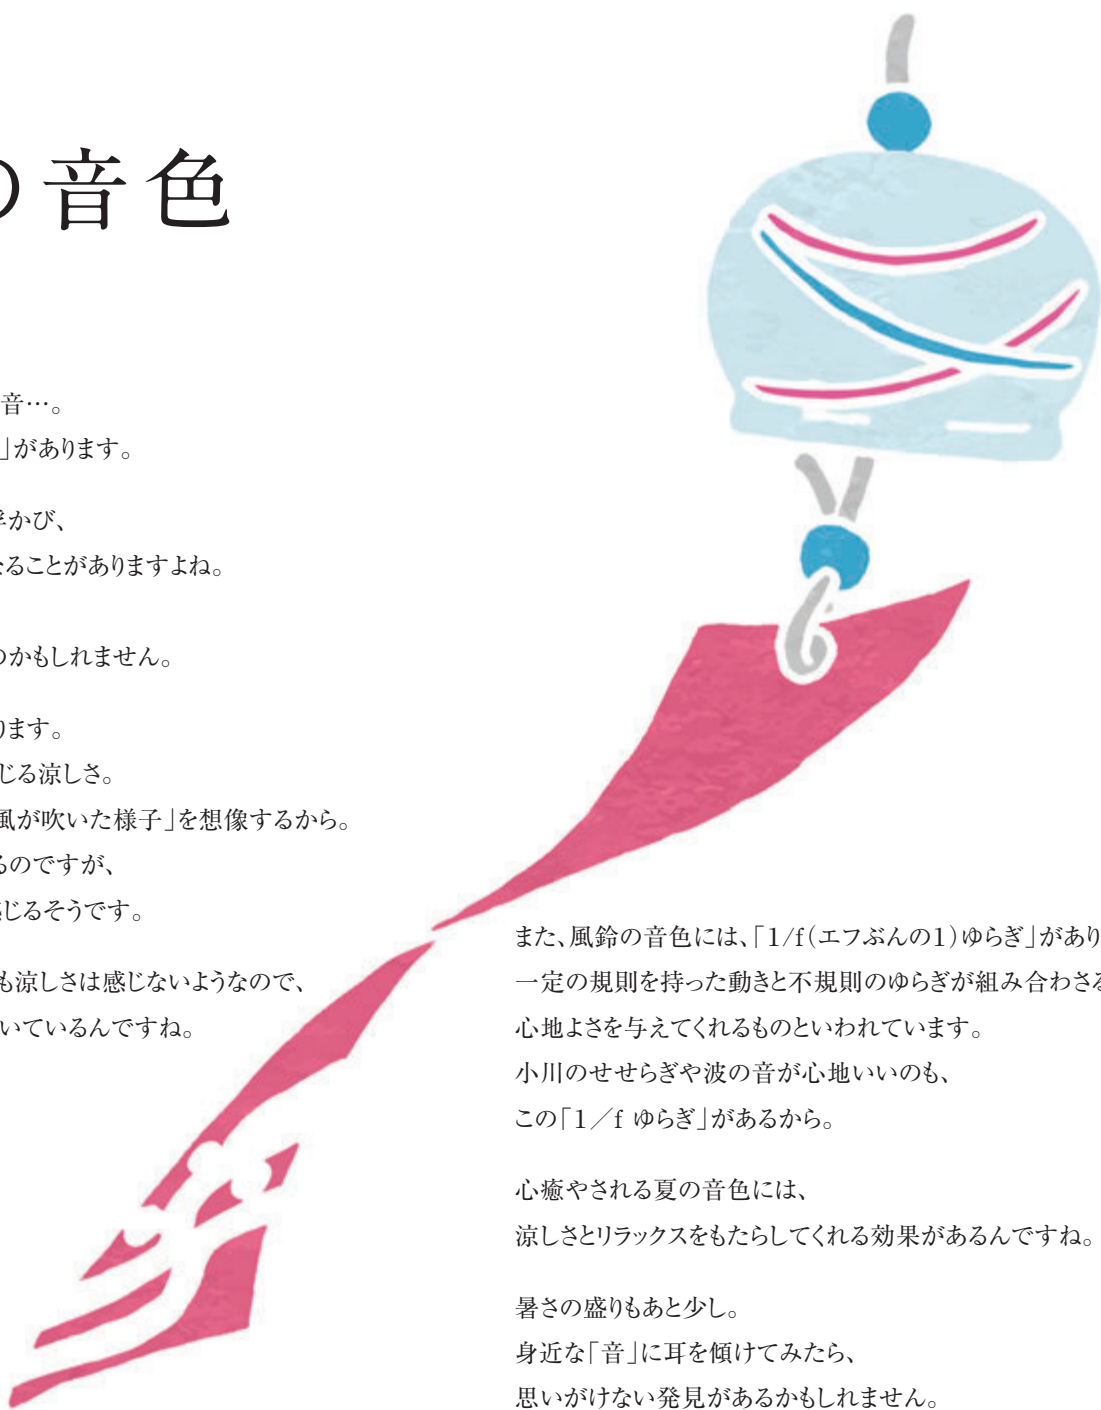 の音色
音…。
」があります。
浮かび、
なることがありますよね。
のかもしれません。
ります。
じる涼しさ。
風が吹いた様子」を想像するから。
るのですが、
感じるそうです。
も涼しさは感じないようなので、
いているんですね。
また、風鈴の音色には、「1/f(エフぶんの1)ゆらぎ」があり
一定の規則を持った動きと不規則のゆらぎが組み合わさる
心地よさを与えてくれるものといわれています。
小川のせせらぎや波の音が心地いいのも、
この「1／f ゆらぎ」があるから。
心癒やされる夏の音色には、
涼しさとリラックスをもたらしてくれる効果があるんですね。
暑さの盛りもあと少し。
身近な「音」に耳を傾けてみたら、
思いがけない発見があるかもしれません。